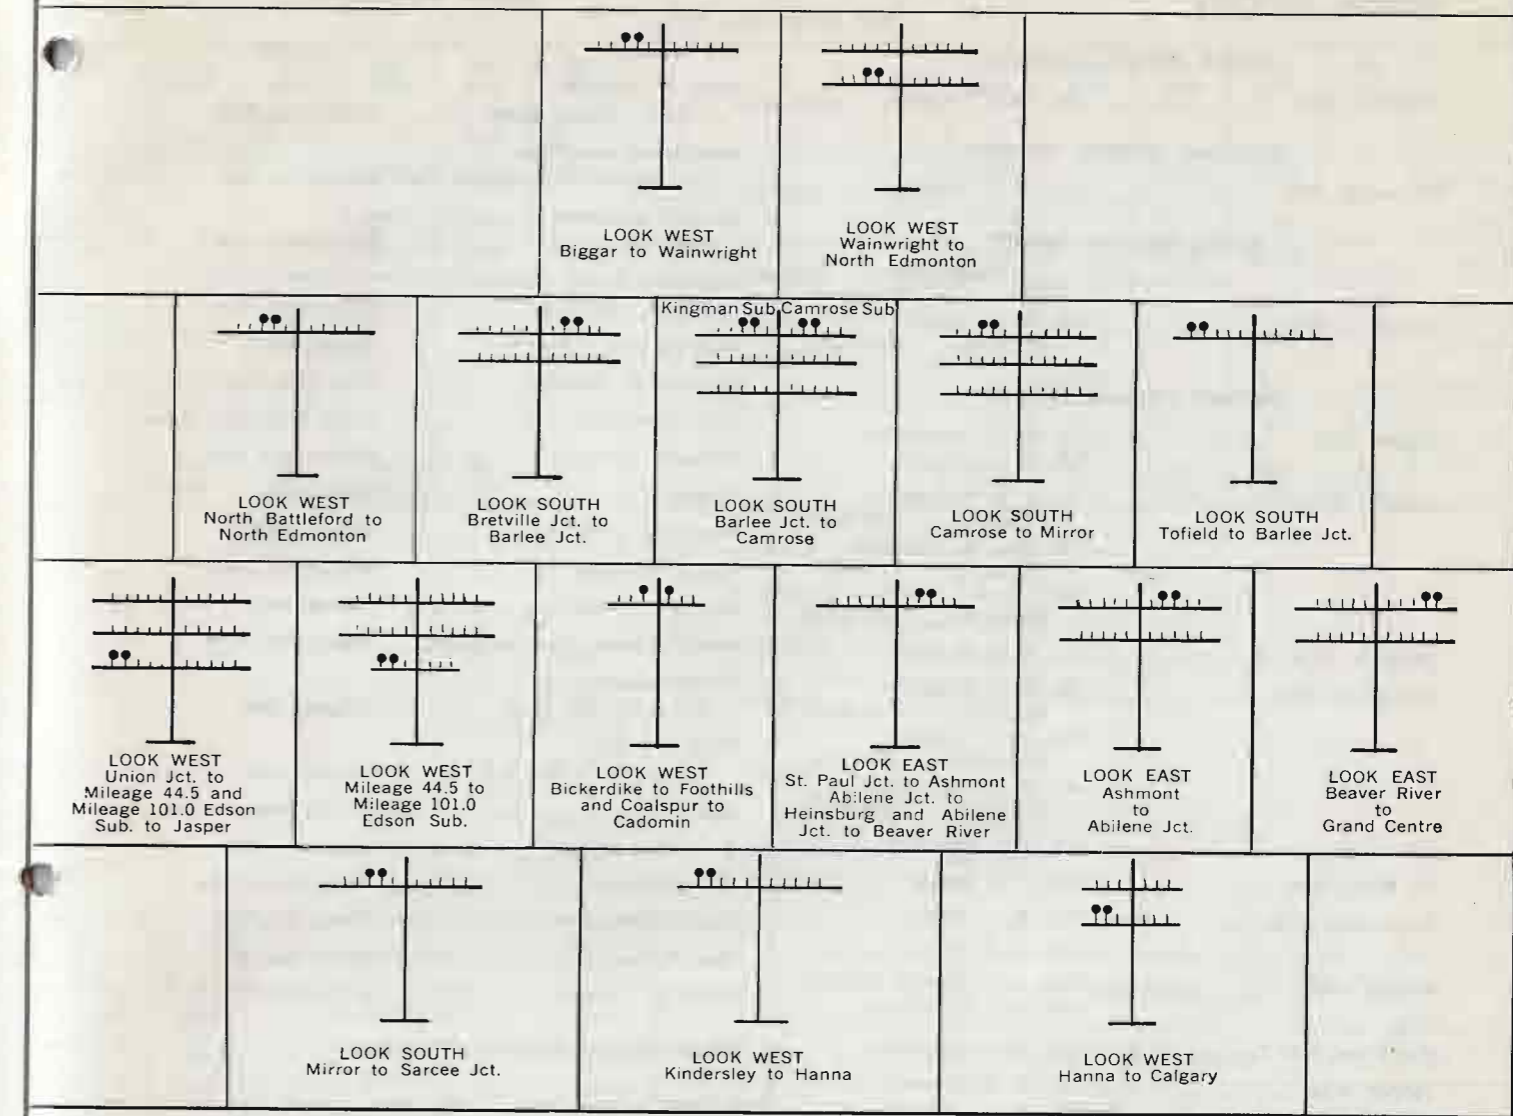 LOOK WEST
Biggar to Wainwright
LOOK WEST
Wainwright to
North Edmonton
LOOK WEST
North Battleford to
North Edmonton
LOOK SOUTH
Bretville Jct. to
Barlee Jct.
Kingman Sub Camrose Sub
LOOK SOUTH
Barlee Jct. to
Camrose
LOOK SOUTH
Camrose to Mirror
LOOK SOUTH
Tofield to Barlee Jct.
LOOK WEST
Union Jct. to
Mileage 44.5 and
Mileage 101.0 Edson
Sub. to Jasper
LOOK WEST
Mileage 44.5 to
Mileage 101.0
Edson Sub.
LOOK WEST
Bickerdike to Foothills
and Coalspur to
Cadomin
LOOK EAST
St. Paul Jct. to Ashmont
Abilene Jct. to
Heinsburg and Abilene
Jct. to Beaver River
LOOK EAST
Ashmont
to
Abilene Jct.
LOOK EAST
Beaver River
to
Grand Centre
LOOK SOUTH
Mirror to Sarcee Jct.
LOOK WEST
Kindersley to Hanna
LOOK WEST
Hanna to Calgary